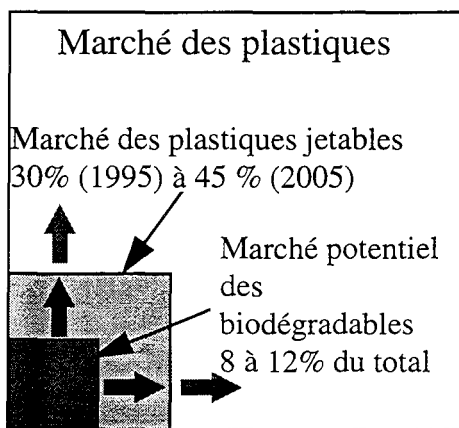 Marché des plastiques
Marché des plastiques jetables
30% (1995) à 45 % (2005)
Marché potentiel
des
biodégradables
8 à 12% du total